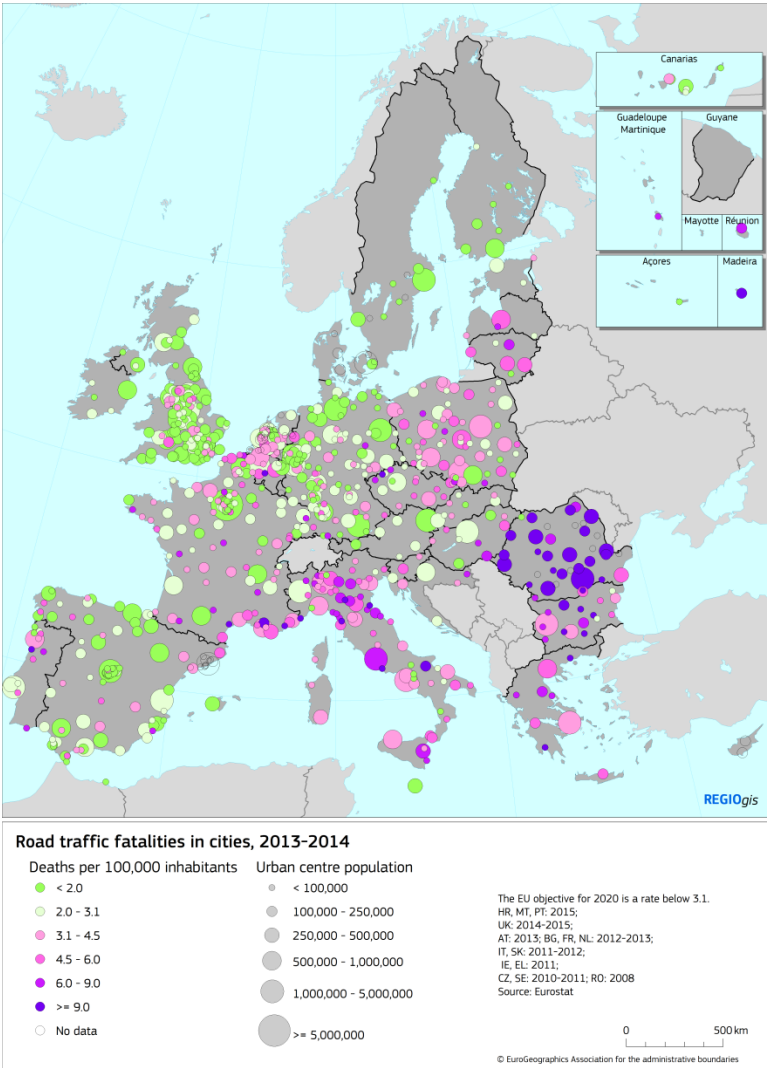 Canarias
Guadeloupe
Martinique
Guyane
Mayotte
Réunion
Açores
Madeira
REGIOgis
Road traffic fatalities in cities, 2013-2014
Deaths per 100,000 inhabitants
< 2.0
2.0 - 3.1
3.1 - 4.5
4.5 - 6.0
6.0 - 9.0
>= 9.0
No data
Urban centre population
< 100,000
100,000 - 250,000
250,000 - 500,000
500,000 - 1,000,000
1,000,000 - 5,000,000
>= 5,000,000
The EU objective for 2020 is a rate below 3.1.
HR, MT, PT: 2015;
UK: 2014-2015;
AT: 2013; BG, FR, NL: 2012-2013;
IT, SK: 2011-2012;
IE, EL: 2011;
CZ, SE: 2010-2011; RO: 2008
Source: Eurostat
0 500 km
© EuroGeographics Association for the administrative boundaries